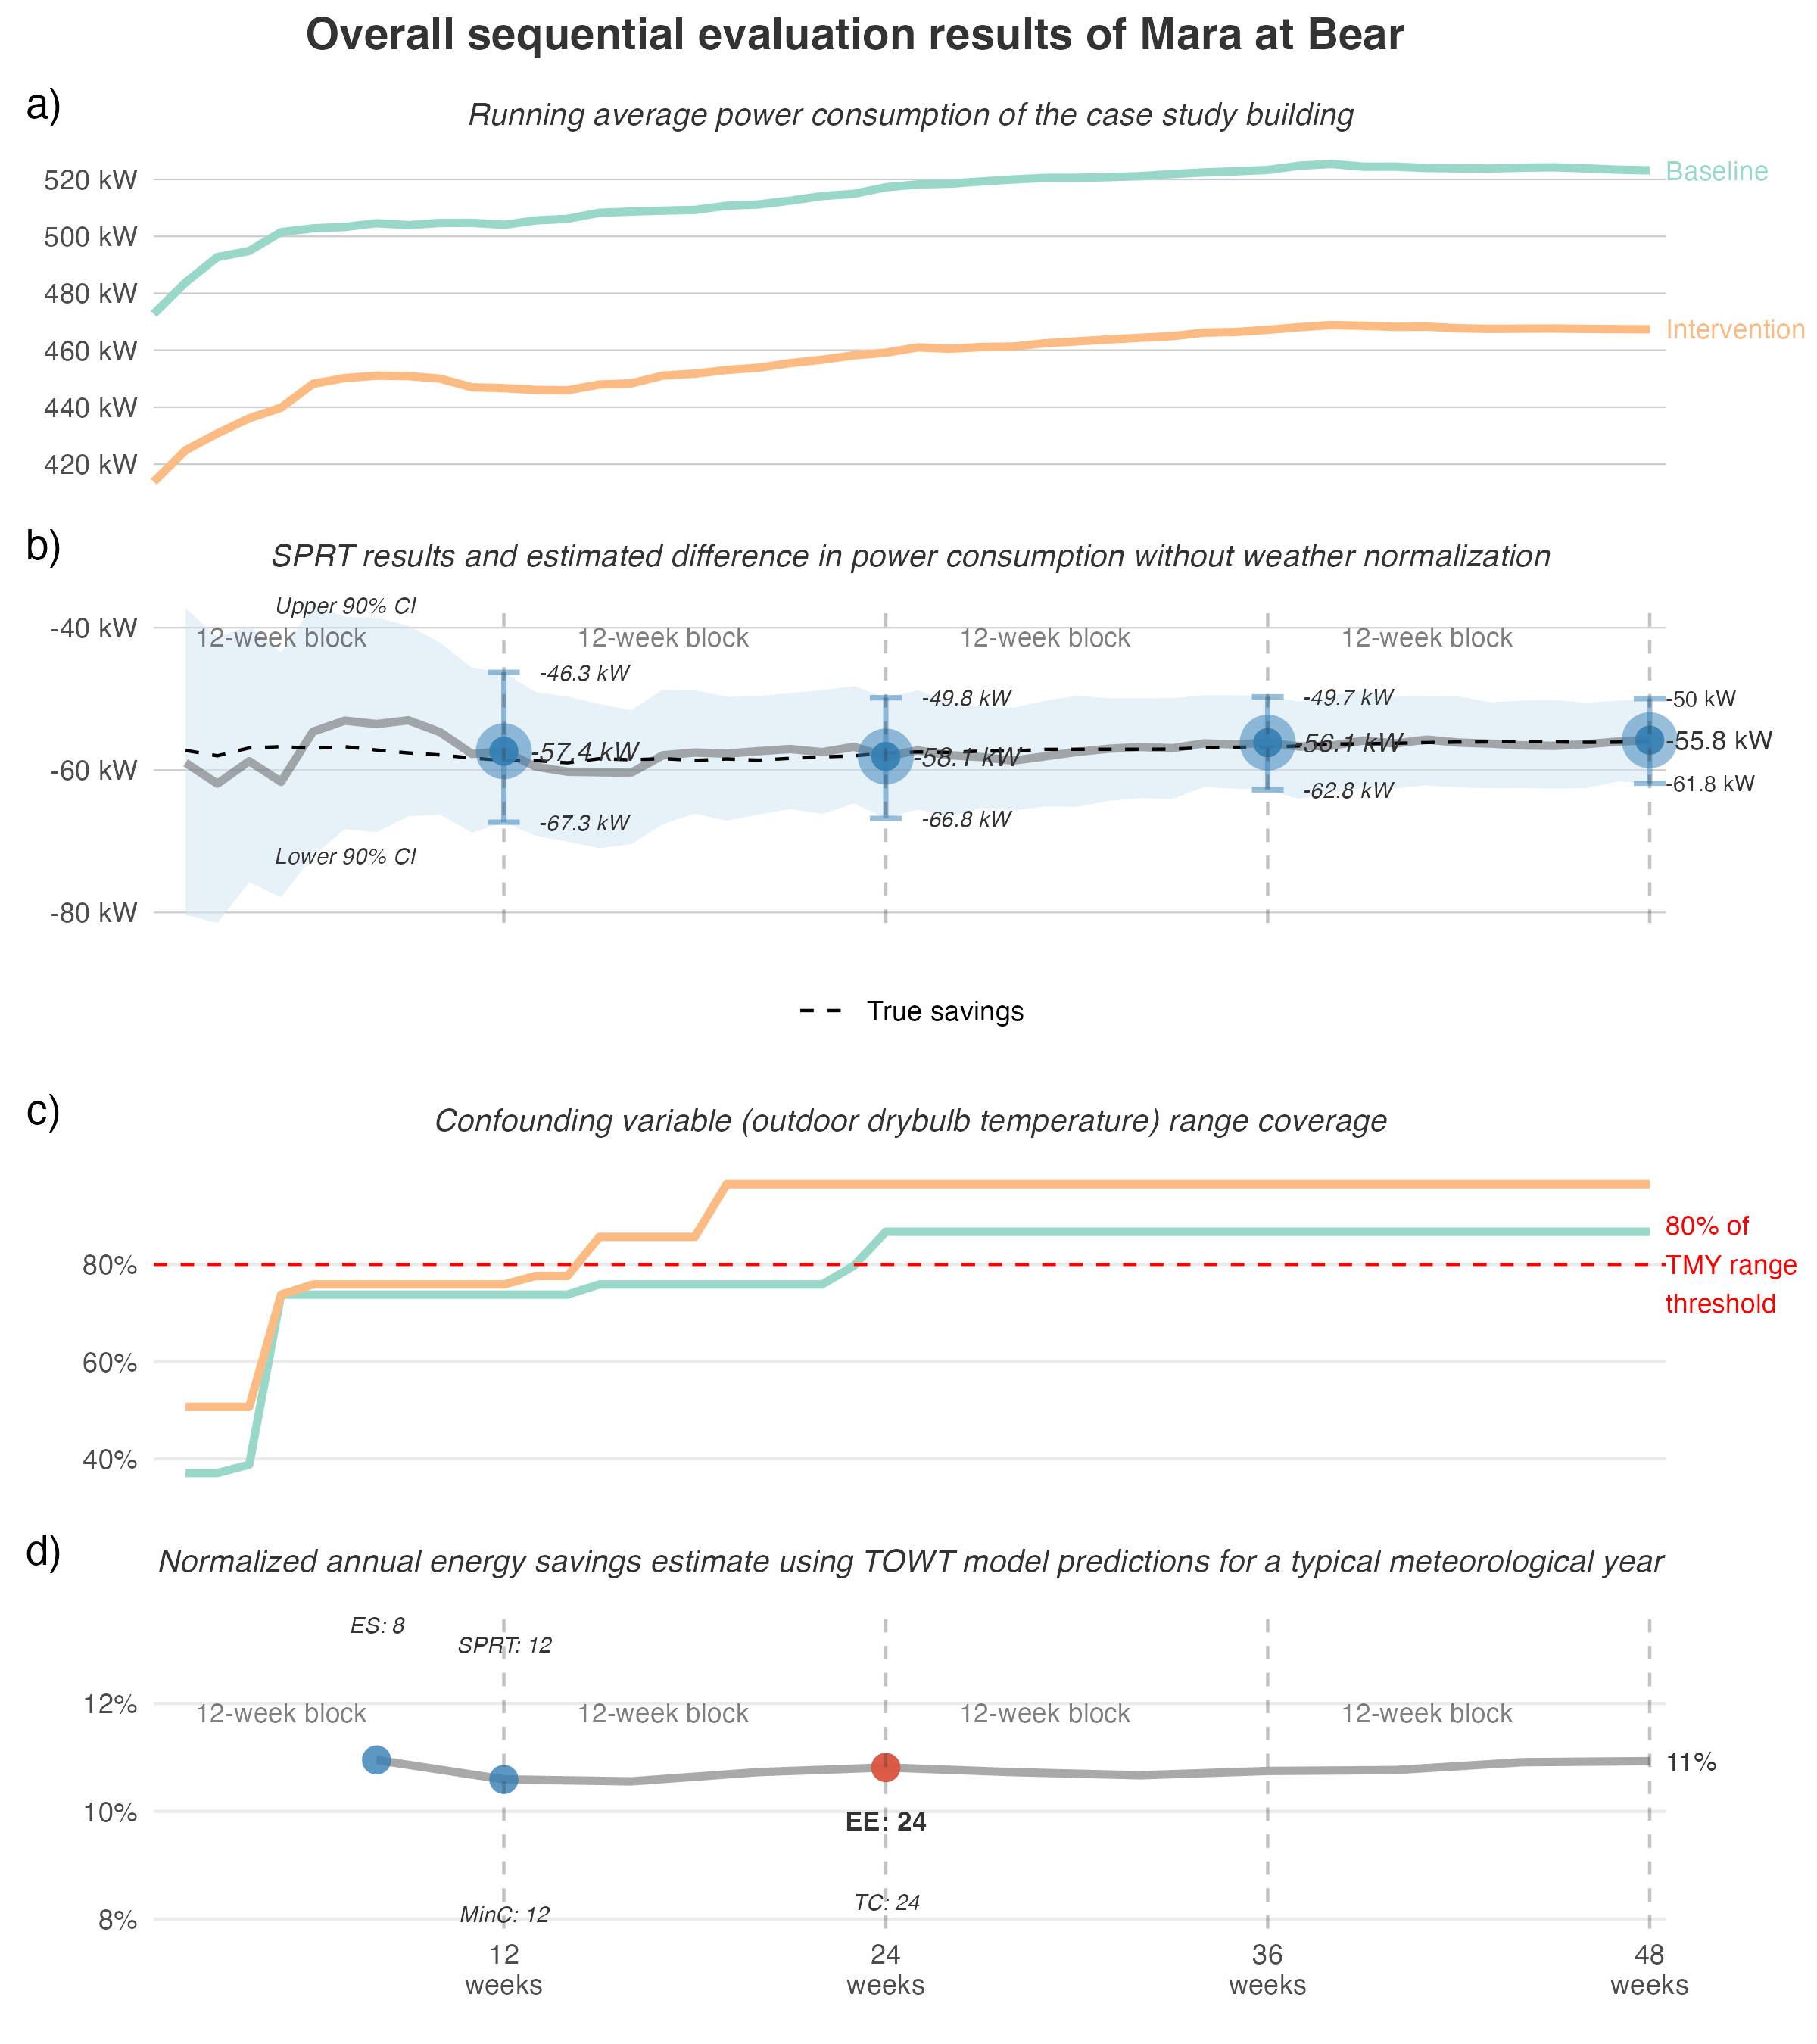 Overall sequential evaluation results of Mara at Bear
a)
Running average power consumption of the case study building
520 kW
500 kW
480 kW
460 kW
440 kW
420 kW
Baseline
Intervention
b)
SPRT results and estimated difference in power consumption without weather normalization
-40 kW
-60 kW
-80 kW
Upper 90% CI
12-week block
12-week block
12-week block
12-week block
-46.3 kW
-49.8 kW
-49.7 kW
-50 kW
-57.4 kW
-58.1 kW
-56.1 kW
-55.8 kW
-67.3 kW
-66.8 kW
-62.8 kW
-61.8 kW
Lower 90% CI
True savings
c)
Confounding variable (outdoor drybulb temperature) range coverage
80%
60%
40%
80% of
TMY range
threshold
d)
Normalized annual energy savings estimate using TOWT model predictions for a typical meteorological year
ES: 8
SPRT: 12
12%
10%
8%
12-week block
12-week block
12-week block
12-week block
11%
EE: 24
MinC: 12
TC: 24
12
weeks
24
weeks
36
weeks
48
weeks